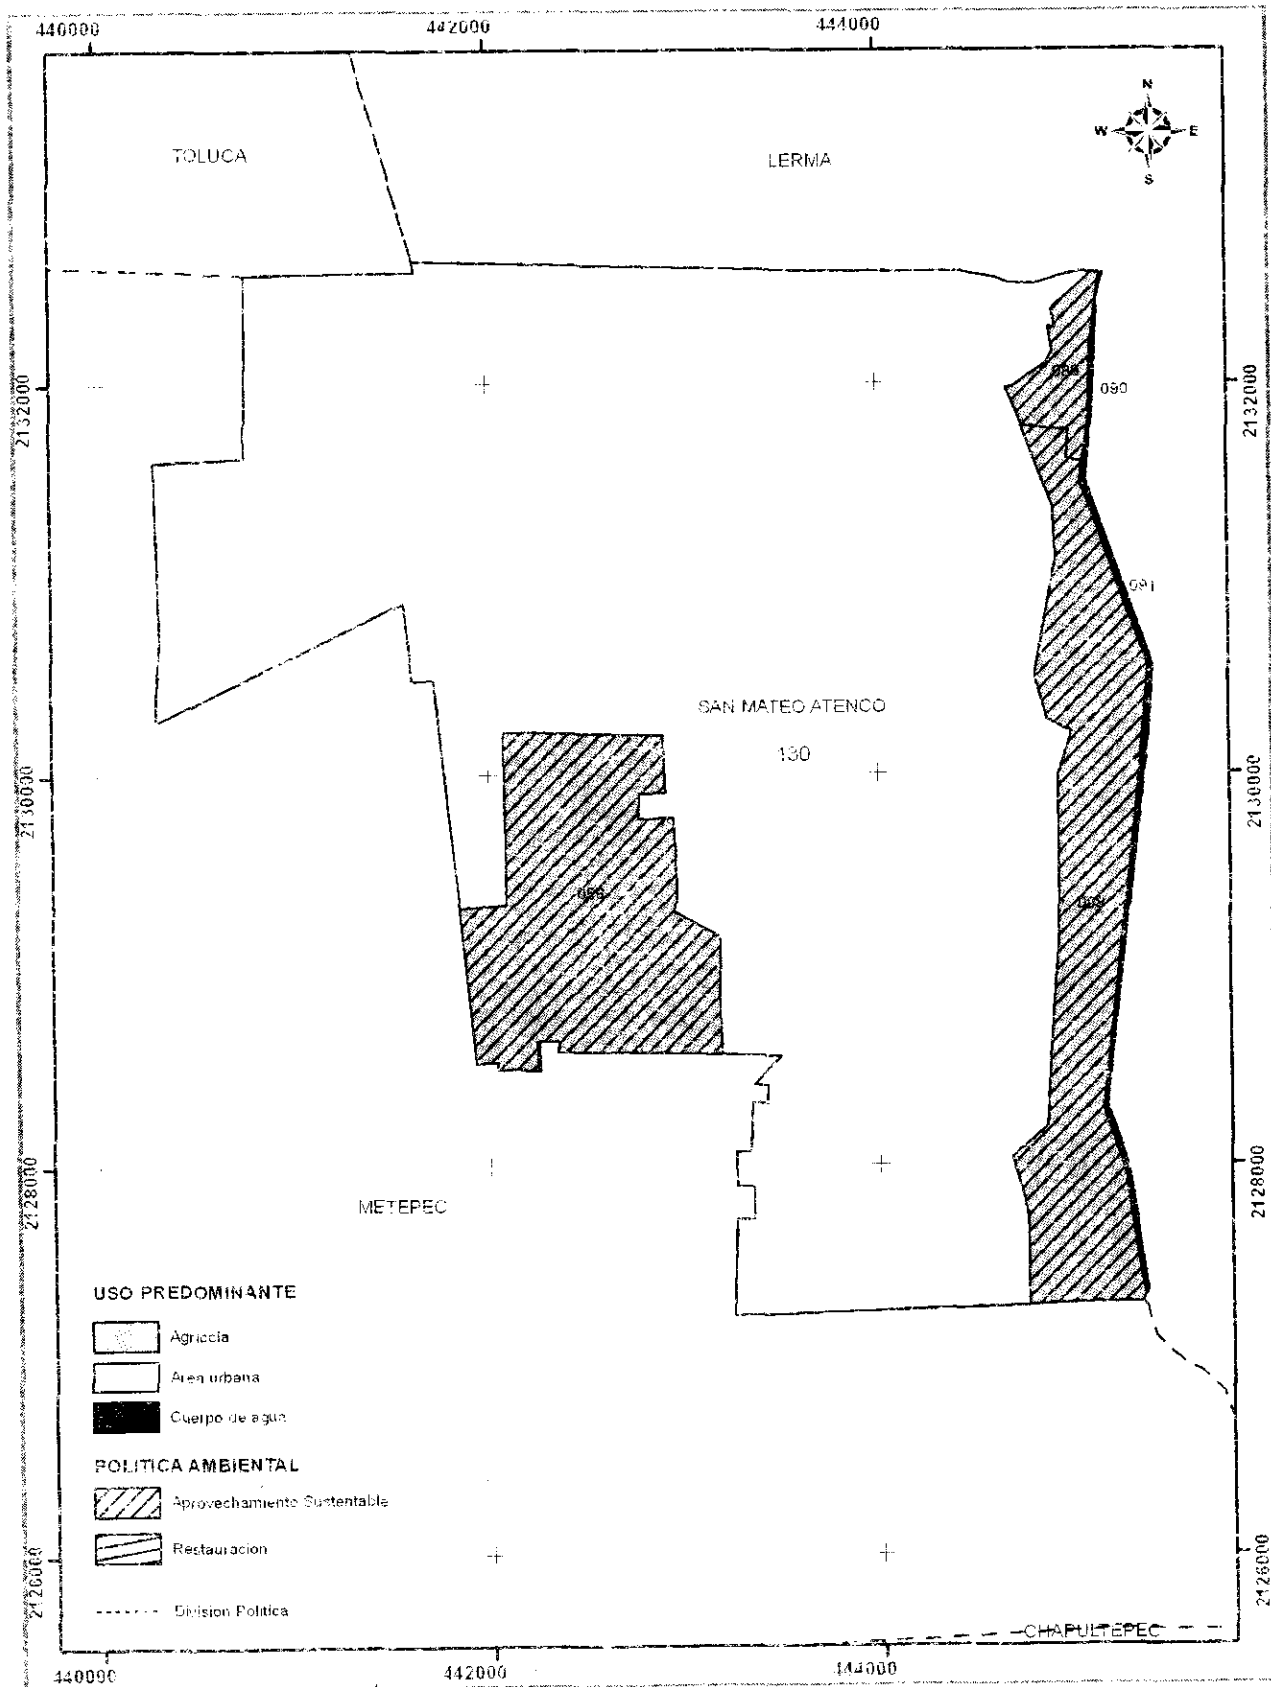 440000 442000 444000
N
W E
S
TOLUCA LERMA
2132000 090 2132000
091
SAN MATEO ATENCO
130
2130000 2130000
METEPEC
2128000 2128000
USO PREDOMINANTE
Agricola
Area urbana
Cuerpo de agua
POLITICA AMBIENTAL
Aprovechamiento Sustentable
Restauracion
2126000 2126000
Division Politica
CHAPULTEPEC
440000 442000 444000